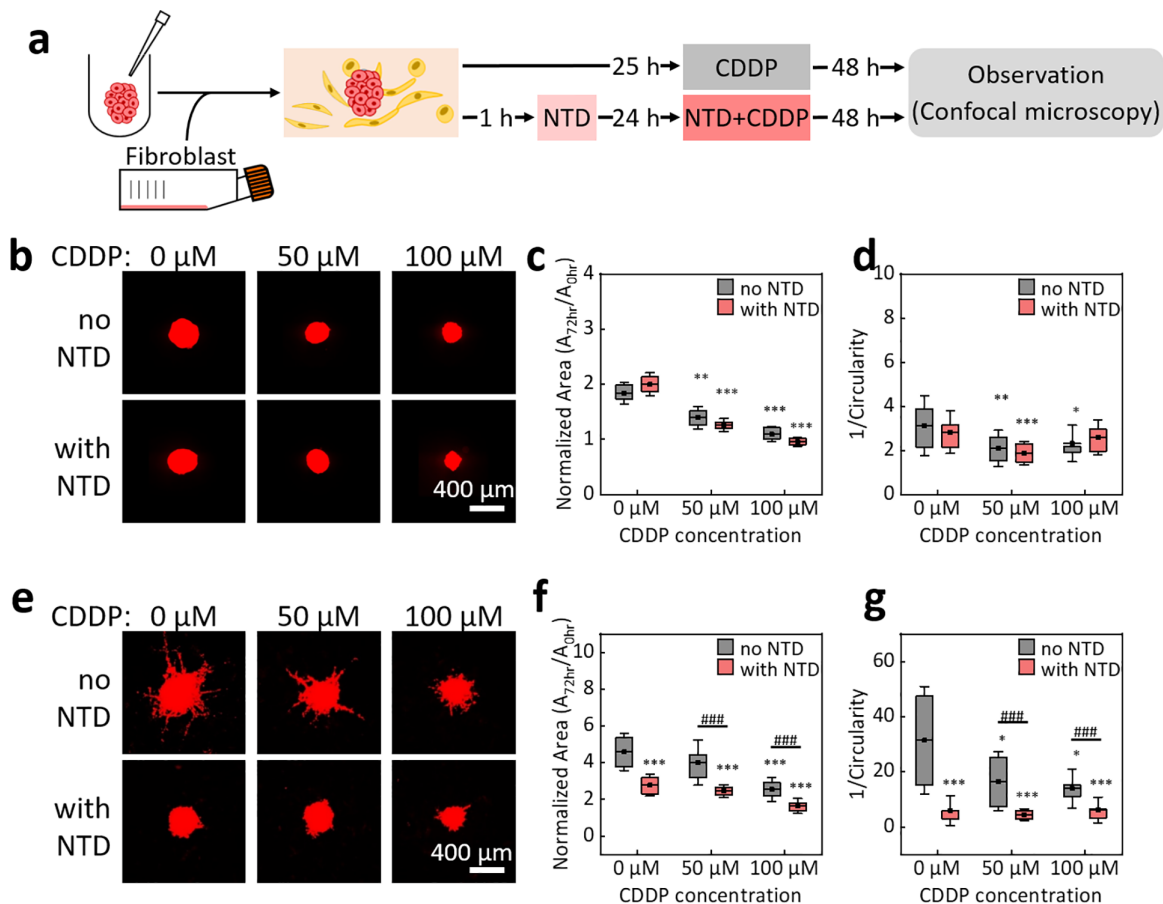 a
25 h
CDDP
48 h
Observation
(Confocal microscopy)
1 h
NTD
24 h
NTD+CDDP
48 h
Fibroblast
b
CDDP: 0 μM 50 μM 100 μM
no
NTD
with
NTD
400 μm
c
Normalized Area (A72hr/A0hr)
4
3
2
1
0
no NTD
with NTD
**
***
***
***
0 μM 50 μM 100 μM
CDDP concentration
d
1/Circularity
10
8
6
4
2
0
no NTD
with NTD
**
***
*
0 μM 50 μM 100 μM
CDDP concentration
e
CDDP: 0 μM 50 μM 100 μM
no
NTD
with
NTD
400 μm
f
Normalized Area (A72hr/A0hr)
10
8
6
4
2
0
no NTD
with NTD
###
###
***
***
***
***
0 μM 50 μM 100 μM
CDDP concentration
g
1/Circularity
60
40
20
0
no NTD
with NTD
###
###
*
*
***
***
***
0 μM 50 μM 100 μM
CDDP concentration